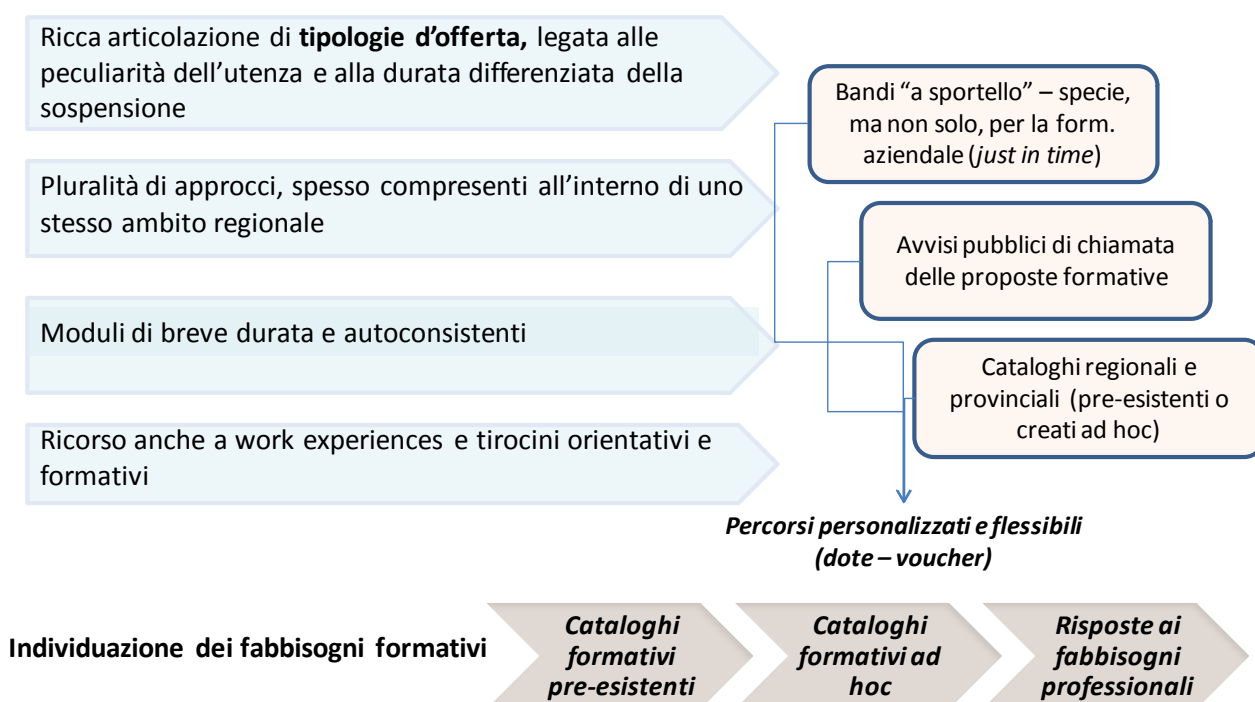 Ricca articolazione di tipologie d'offerta, legata alle
peculiarità dell'utenza e alla durata differenziata della
sospensione
Pluralità di approcci, spesso compresenti all'interno di uno
stesso ambito regionale
Moduli di breve durata e autoconsistenti
Ricorso anche a work experiences e tirocini orientativi e
formativi
Bandi “a sportello” – specie,
ma non solo, per la form.
aziendale (just in time)
Avvisi pubblici di chiamata
delle proposte formative
Cataloghi regionali e
provinciali (pre-esistenti o
creati ad hoc)
Percorsi personalizzati e flessibili
(dote – voucher)
Individuazione dei fabbisogni formativi
Cataloghi
formativi
pre-esistenti
Cataloghi
formativi ad
hoc
Risposte ai
fabbisogni
professionali